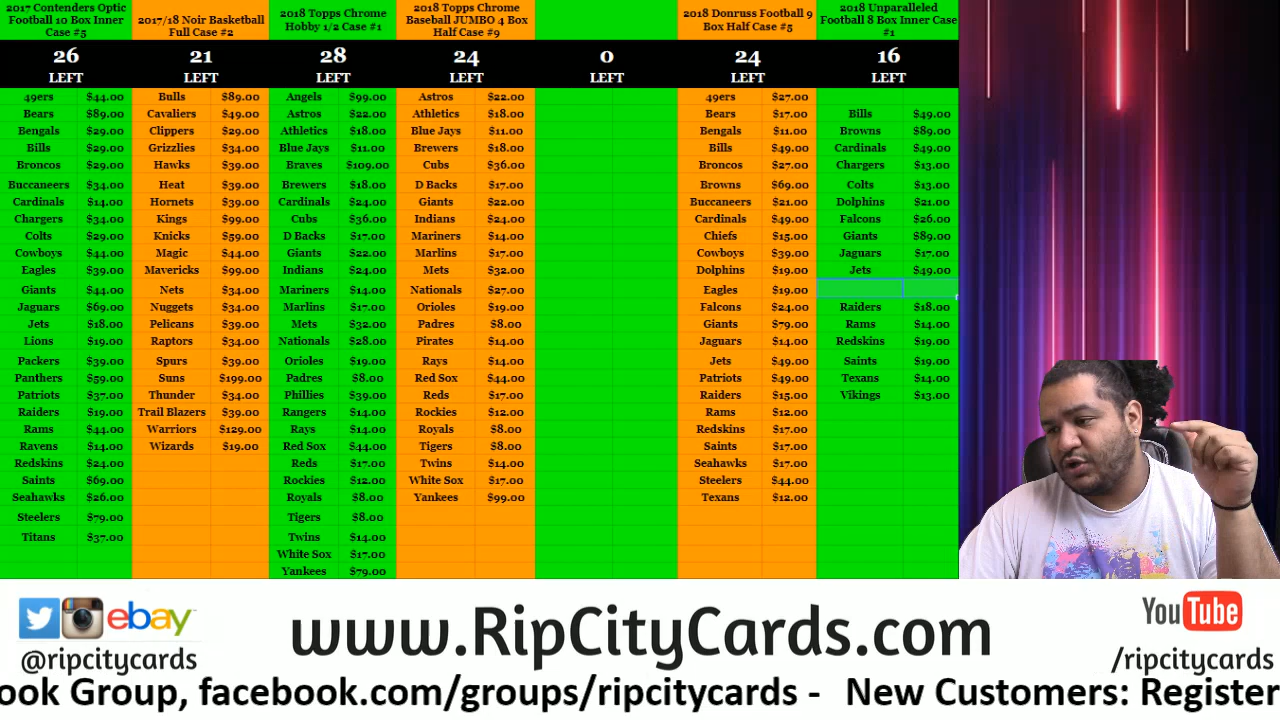 2017 Contenders Optic
Football 10 Box Inner
Case #5
26
LEFT
49ers $44.00
Bears $89.00
Bengals $29.00
Bills $29.00
Broncos $29.00
Buccaneers $34.00
Cardinals $14.00
Chargers $34.00
Colts $29.00
Cowboys $44.00
Eagles $39.00
Giants $44.00
Jaguars $69.00
Jets $18.00
Lions $19.00
Packers $39.00
Panthers $59.00
Patriots $37.00
Raiders $19.00
Rams $44.00
Ravens $14.00
Redskins $24.00
Saints $69.00
Seahawks $26.00
Steelers $79.00
Titans $37.00
2017/18 Noir Basketball
Full Case #2
21
LEFT
Bulls $89.00
Cavaliers $49.00
Clippers $29.00
Grizzlies $34.00
Hawks $39.00
Heat $39.00
Hornets $39.00
Kings $99.00
Knicks $59.00
Magic $44.00
Mavericks $99.00
Nets $34.00
Nuggets $34.00
Pelicans $39.00
Raptors $34.00
Spurs $39.00
Suns $199.00
Thunder $34.00
Trail Blazers $39.00
Warriors $129.00
Wizards $19.00
2018 Topps Chrome
Hobby 1/2 Case #1
28
LEFT
Angels $99.00
Astros $22.00
Athletics $18.00
Blue Jays $11.00
Braves $109.00
Brewers $18.00
Cardinals $24.00
Cubs $36.00
D Backs $17.00
Giants $22.00
Indians $24.00
Mariners $14.00
Marlins $17.00
Mets $32.00
Nationals $28.00
Orioles $19.00
Padres $8.00
Phillies $39.00
Rangers $14.00
Rays $14.00
Red Sox $44.00
Reds $17.00
Rockies $12.00
Royals $8.00
Tigers $8.00
Twins $14.00
White Sox $17.00
Yankees $79.00
2018 Topps Chrome
Baseball JUMBO 4 Box
Half Case #9
24
LEFT
Astros $22.00
Athletics $18.00
Blue Jays $11.00
Brewers $18.00
Cubs $36.00
D Backs $17.00
Giants $22.00
Indians $24.00
Mariners $14.00
Marlins $17.00
Mets $32.00
Nationals $27.00
Orioles $19.00
Padres $8.00
Pirates $14.00
Rays $14.00
Red Sox $44.00
Reds $17.00
Rockies $12.00
Royals $8.00
Tigers $8.00
Twins $14.00
White Sox $17.00
Yankees $99.00
0
LEFT
2018 Donruss Football 9
Box Half Case #5
24
LEFT
49ers $27.00
Bears $17.00
Bengals $11.00
Bills $49.00
Broncos $27.00
Browns $69.00
Buccaneers $21.00
Cardinals $49.00
Chiefs $15.00
Cowboys $39.00
Dolphins $19.00
Eagles $19.00
Falcons $24.00
Giants $79.00
Jaguars $14.00
Jets $49.00
Patriots $49.00
Raiders $15.00
Rams $12.00
Redskins $17.00
Saints $17.00
Seahawks $17.00
Steelers $44.00
Texans $12.00
2018 Unparalleled
Football 8 Box Inner Case
#1
16
LEFT
Bills $49.00
Browns $89.00
Cardinals $49.00
Chargers $13.00
Colts $13.00
Dolphins $21.00
Falcons $26.00
Giants $89.00
Jaguars $17.00
Jets $49.00
Raiders $18.00
Rams $14.00
Redskins $19.00
Saints $19.00
Texans $14.00
Vikings $13.00
ebay
@ripcitycards
www.RipCityCards.com
YouTube
/ripcitycards
ook Group, facebook.com/groups/ripcitycards - New Customers: Register